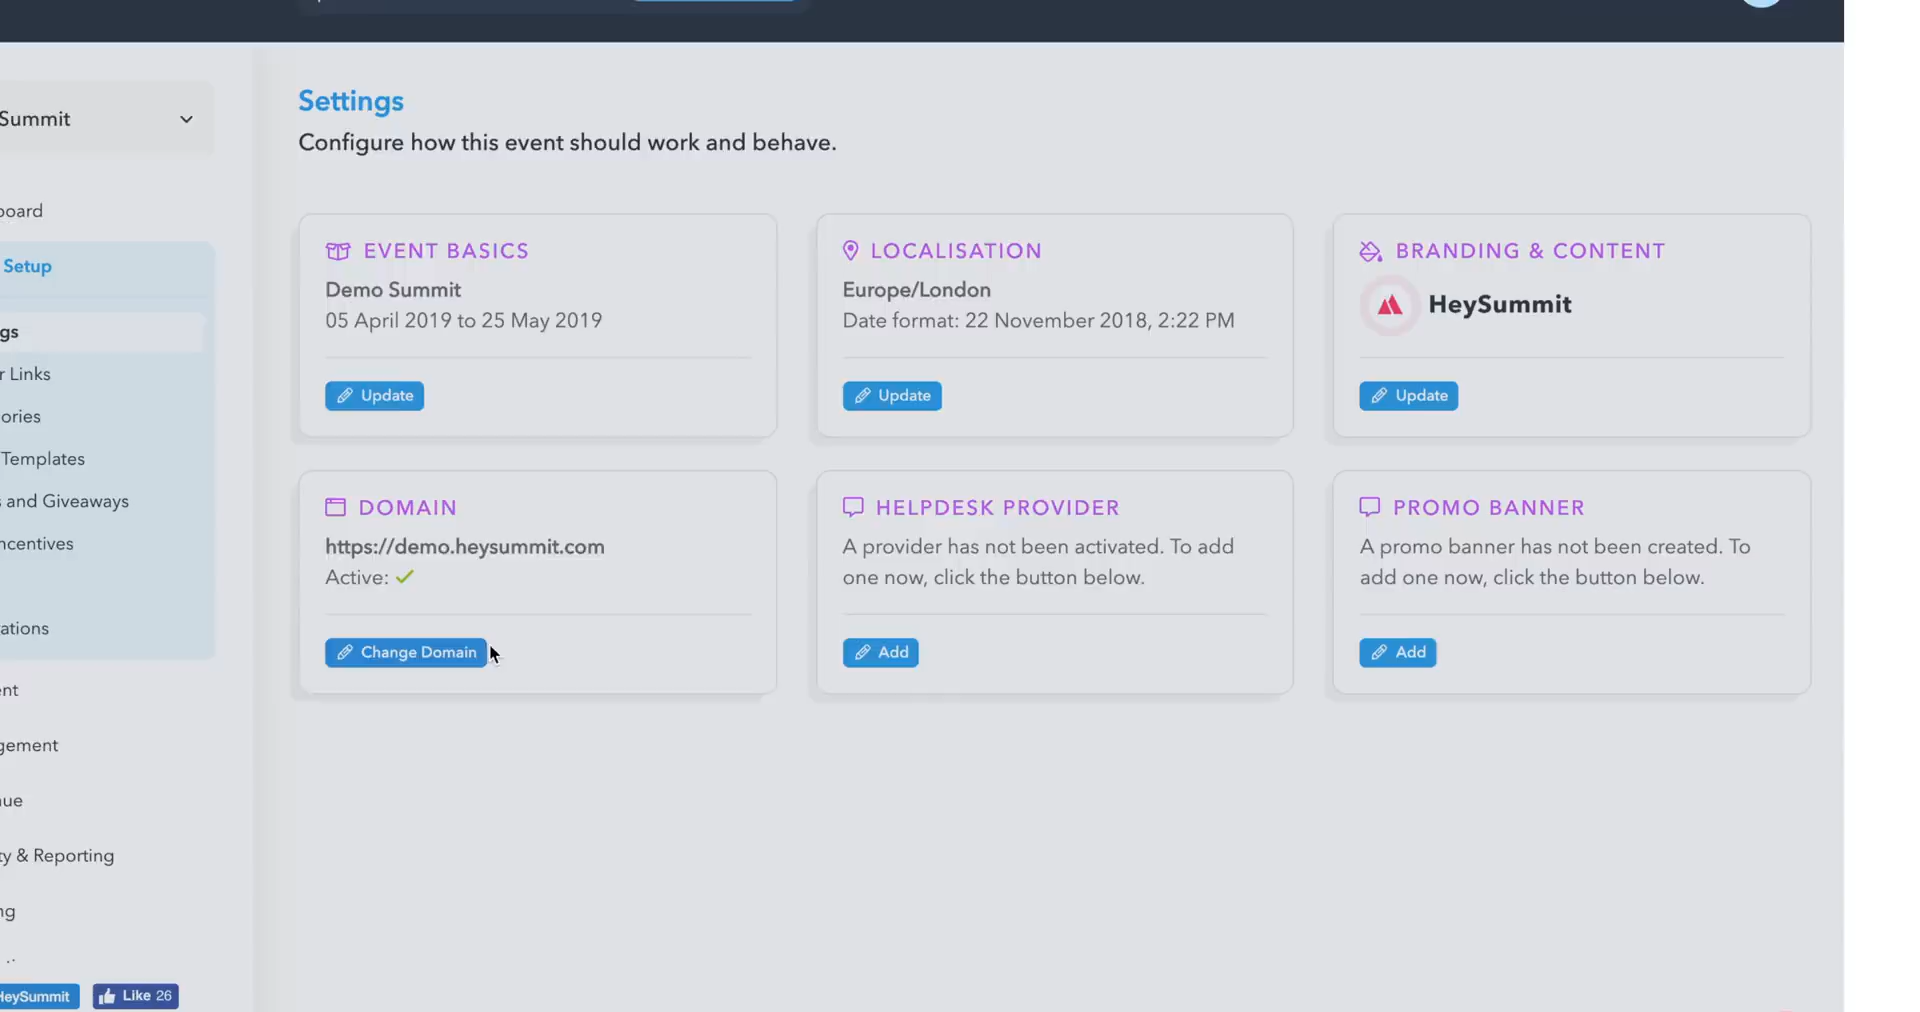 Summit
Settings
Configure how this event should work and behave.
board
Setup
gs
r Links
ories
Templates
s and Giveaways
ncentives
ations
ent
gement
nue
ty & Reporting
ng
HeySummit
Like 26
EVENT BASICS
Demo Summit
05 April 2019 to 25 May 2019
Update
LOCALISATION
Europe/London
Date format: 22 November 2018, 2:22 PM
Update
BRANDING & CONTENT
HeySummit
Update
DOMAIN
https://demo.heysummit.com
Active:
Change Domain
HELPDESK PROVIDER
A provider has not been activated. To add
one now, click the button below.
Add
PROMO BANNER
A promo banner has not been created. To
add one now, click the button below.
Add